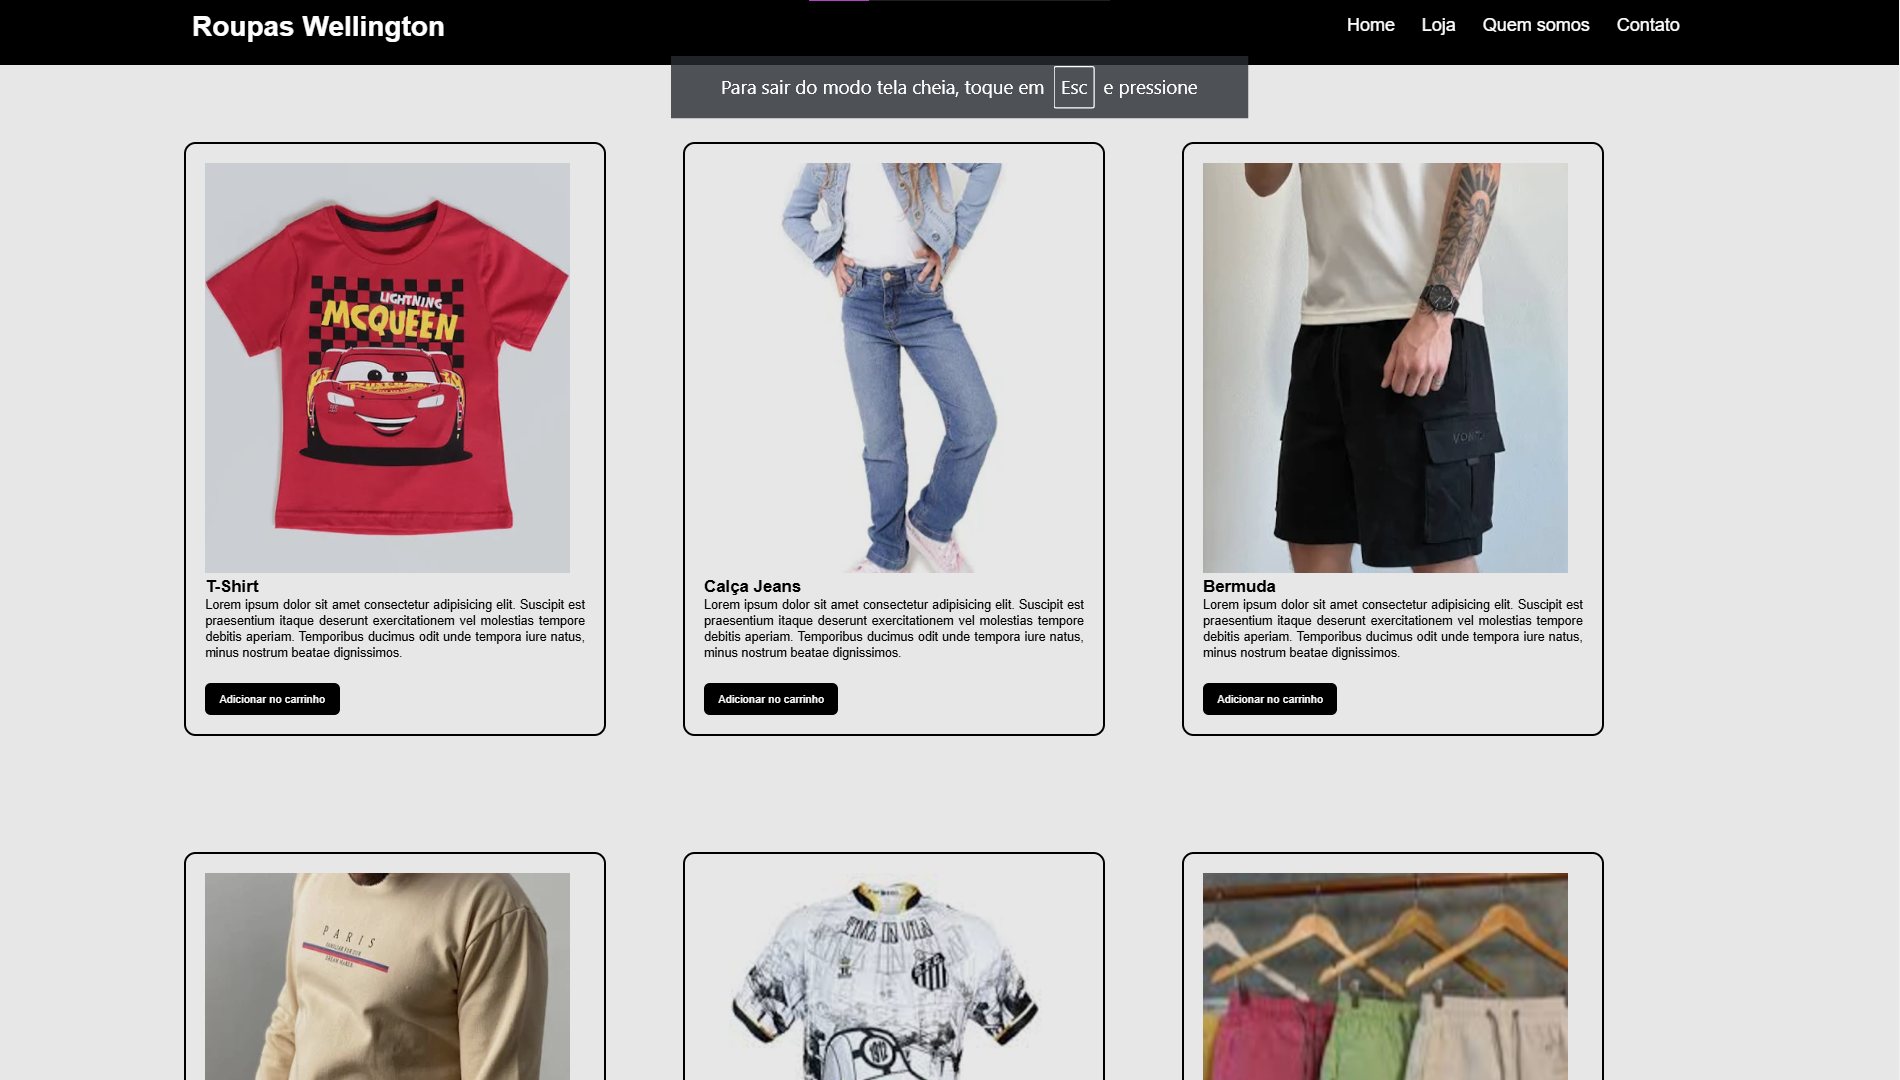 Roupas Wellington
Home Loja Quem somos Contato
Para sair do modo tela cheia, toque em Esc e pressione
LIGHTNING
MCQUEEN
T-Shirt
Lorem ipsum dolor sit amet consectetur adipisicing elit. Suscipit est
praesentium itaque deserunt exercitationem vel molestias tempore
debitis aperiam. Temporibus ducimus odit unde tempora iure natus,
minus nostrum beatae dignissimos.
Adicionar no carrinho
Calça Jeans
Lorem ipsum dolor sit amet consectetur adipisicing elit. Suscipit est
praesentium itaque deserunt exercitationem vel molestias tempore
debitis aperiam. Temporibus ducimus odit unde tempora iure natus,
minus nostrum beatae dignissimos.
Adicionar no carrinho
Bermuda
Lorem ipsum dolor sit amet consectetur adipisicing elit. Suscipit est
praesentium itaque deserunt exercitationem vel molestias tempore
debitis aperiam. Temporibus ducimus odit unde tempora iure natus,
minus nostrum beatae dignissimos.
Adicionar no carrinho
PARIS
DREAM MAKER
1912